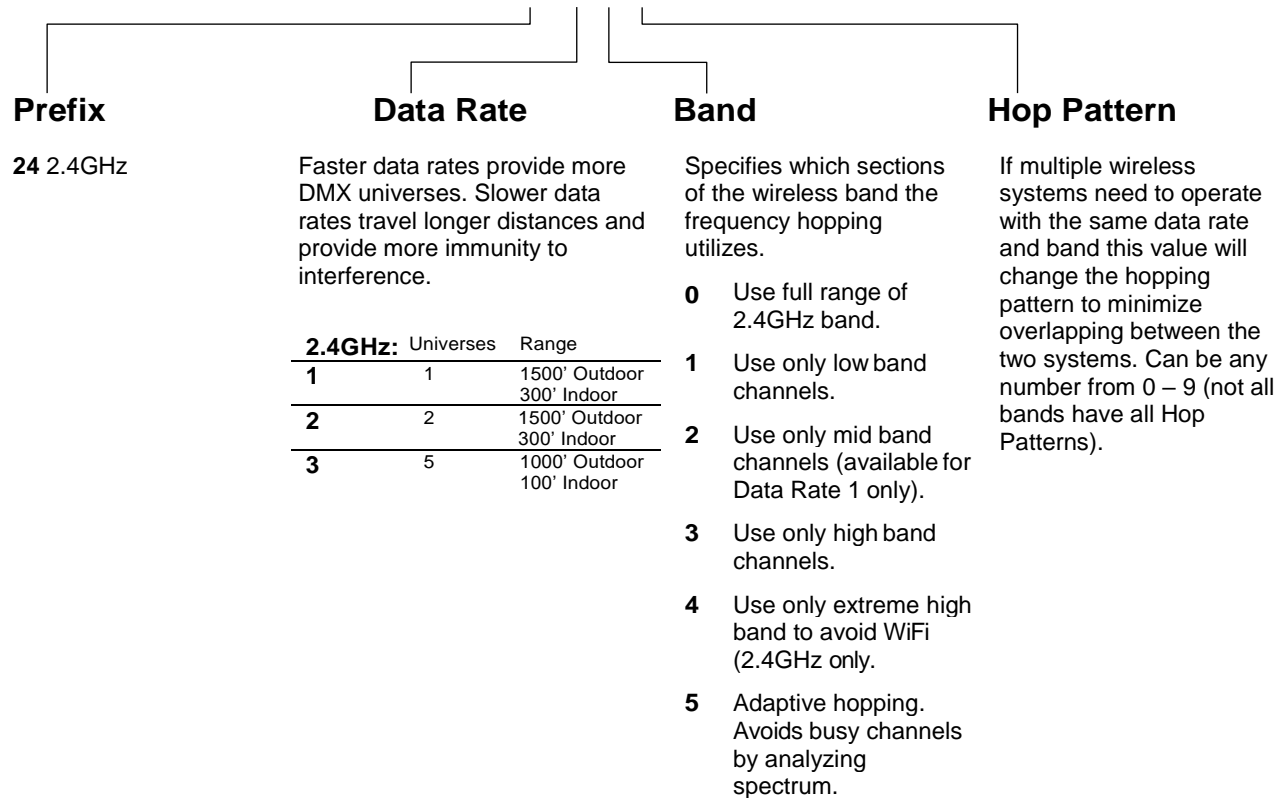 Prefix
24 2.4GHz
Data Rate
Faster data rates provide more
DMX universes. Slower data
rates travel longer distances and
provide more immunity to
interference.
2.4GHz: Universes Range
1 1 1500’ Outdoor
300’ Indoor
2 2 1500’ Outdoor
300’ Indoor
3 5 1000’ Outdoor
100’ Indoor
Band
Specifies which sections
of the wireless band the
frequency hopping
utilizes.
0 Use full range of
2.4GHz band.
1 Use only low band
channels.
2 Use only mid band
channels (available for
Data Rate 1 only).
3 Use only high band
channels.
4 Use only extreme high
band to avoid WiFi
(2.4GHz only.
5 Adaptive hopping.
Avoids busy channels
by analyzing
spectrum.
Hop Pattern
If multiple wireless
systems need to operate
with the same data rate
and band this value will
change the hopping
pattern to minimize
overlapping between the
two systems. Can be any
number from 0 – 9 (not all
bands have all Hop
Patterns).